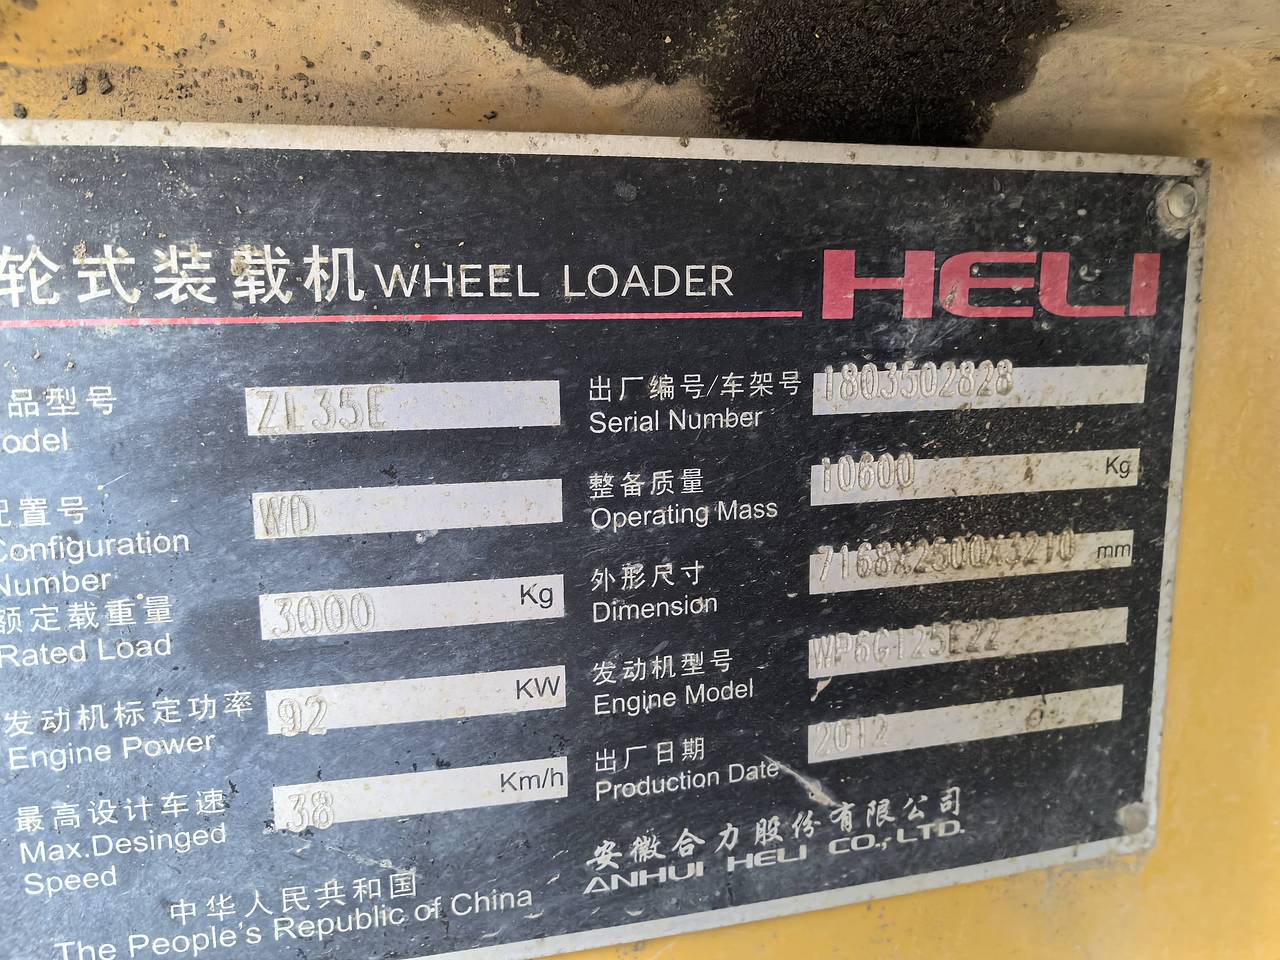 轮式装载机 WHEEL LOADER HELI
品型号 ZL35E
odel
出厂编号/车架号 1803502828
Serial Number
配置号 WD
Configuration
Number
整备质量 10600 Kg
Operating Mass
额定载重量 3000 Kg
Rated Load
外形尺寸 7168X2500X3210 mm
Dimension
发动机标定功率 92 KW
Engine Power
发动机型号 WP6G125E22
Engine Model
最高设计车速 38 Km/h
Max.Desinged
Speed
出厂日期 2012
Production Date
安徽合力股份有限公司
ANHUI HELI CO.,LTD.
中华人民共和国
The People's Republic of China